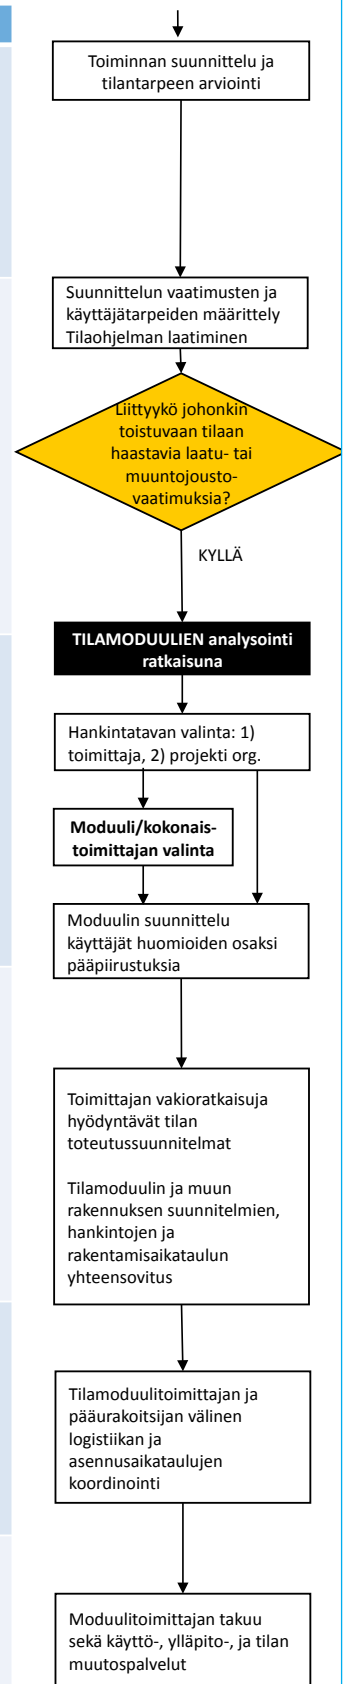 Toiminnan suunnittelu ja
tilantarpeen arviointi
Suunnittelun vaatimusten ja
käyttäjätarpeiden määrittely
Tilaohjelman laatiminen
Liittyykö johonkin
toistuvaan tilaan
haastavia laatu- tai
muuntojousto-
vaatimuksia?
KYLLÄ
TILAMODUULIEN analysointi
ratkaisuna
Hankintatavan valinta: 1)
toimittaja, 2) projekti org.
Moduuli/kokonais-
toimittajan valinta
Moduulin suunnittelu
käyttäjät huomioiden osaksi
pääpiirustuksia
Toimittajan vakioratkaisuja
hyödyntävät tilan
toteutussuunnitelmat
Tilamoduulin ja muun
rakennuksen suunnitelmien,
hankintojen ja
rakentamisaikataulun
yhteensovitus
Tilamoduulitoimittajan ja
pääurakoitsijan välinen
logistiikan ja
asennusaikataulujen
koordinointi
Moduulitoimittajan takuu
sekä käyttö-, ylläpito-, ja tilan
muutospalvelut